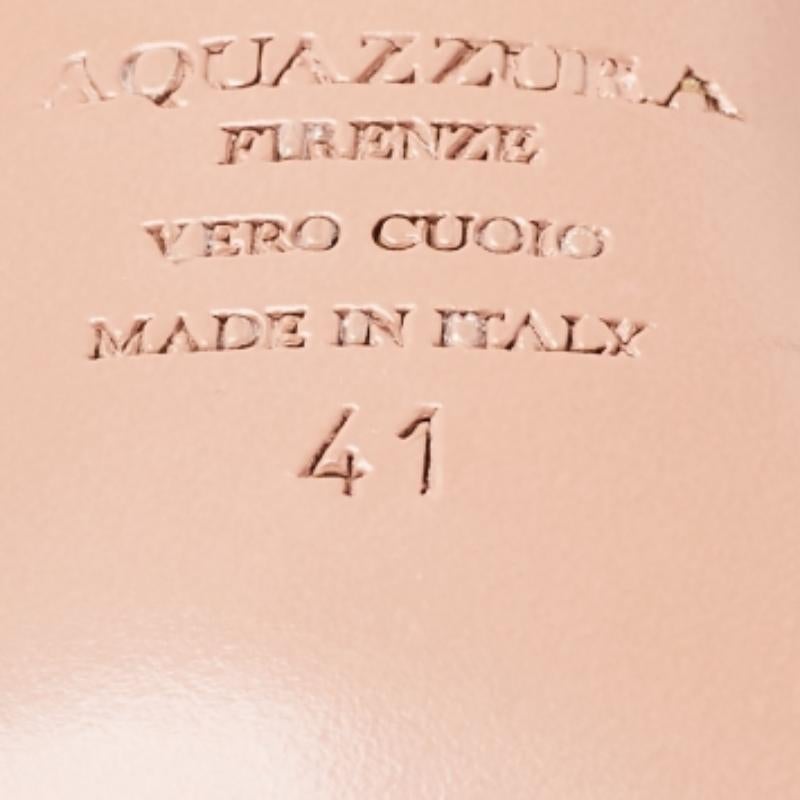 AQUAZZURA
FIRENZE
VERO CUOIO
MADE IN ITALY
41